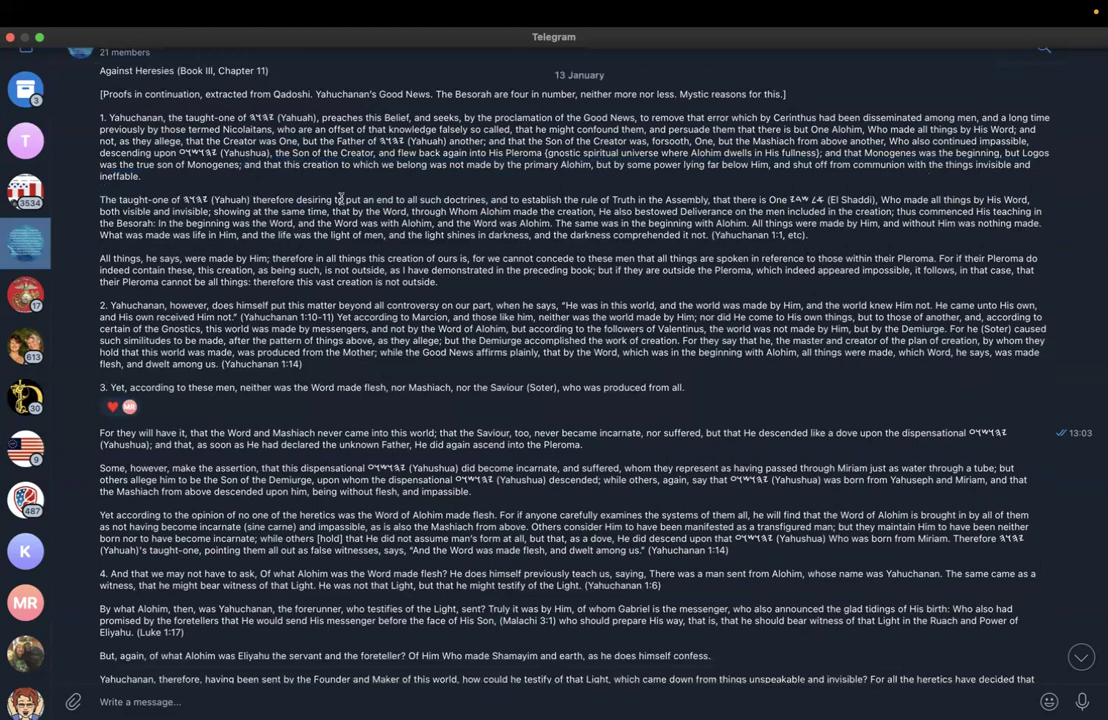 Telegram
21 members
Against Heresies (Book III, Chapter 11)
13 January
[Proofs in continuation, extracted from Qadoshi. Yahuchanan's Good News. The Besorah are four in number, neither more nor less. Mystic reasons for this.]
1. Yahuchanan, the taught-one of 𐤉𐤄𐤅𐤄 (Yahuah), preaches this Belief, and seeks, by the proclamation of the Good News, to remove that error which by Cerinthus had been disseminated among men, and a long time
previously by those termed Nicolaitans, who are an offset of that knowledge falsely so called, that he might confound them, and persuade them that there is but One Alohim, Who made all things by His Word; and
not, as they allege, that the Creator was One, but the Father of 𐤉𐤄𐤅𐤄 (Yahuah) another; and that the Son of the Creator was, forsooth, One, but the Mashiach from above another, Who also continued impassible,
descending upon 𐤉𐤄𐤅𐤔𐤅𐤏 (Yahushua), the Son of the Creator, and flew back again into His Pleroma {gnostic spiritual universe where Alohim dwells in His fullness}; and that Monogenes was the beginning, but Logos
was the true son of Monogenes; and that this creation to which we belong was not made by the primary Alohim, but by some power lying far below Him, and shut off from communion with the things invisible and
ineffable.
The taught-one of 𐤉𐤄𐤅𐤄 (Yahuah) therefore desiring to put an end to all such doctrines, and to establish the rule of Truth in the Assembly, that there is One 𐤀𐤋 𐤔𐤃𐤉 (El Shaddi), Who made all things by His Word,
both visible and invisible; showing at the same time, that by the Word, through Whom Alohim made the creation, He also bestowed Deliverance on the men included in the creation; thus commenced His teaching in
the Besorah: In the beginning was the Word, and the Word was with Alohim, and the Word was Alohim. The same was in the beginning with Alohim. All things were made by Him, and without Him was nothing made.
What was made was life in Him, and the life was the light of men, and the light shines in darkness, and the darkness comprehended it not. (Yahuchanan 1:1, etc).
All things, he says, were made by Him; therefore in all things this creation of ours is, for we cannot concede to these men that all things are spoken in reference to those within their Pleroma. For if their Pleroma do
indeed contain these, this creation, as being such, is not outside, as I have demonstrated in the preceding book; but if they are outside the Pleroma, which indeed appeared impossible, it follows, in that case, that
their Pleroma cannot be all things: therefore this vast creation is not outside.
2. Yahuchanan, however, does himself put this matter beyond all controversy on our part, when he says, “He was in this world, and the world was made by Him, and the world knew Him not. He came unto His own,
and His own received Him not.” (Yahuchanan 1:10-11) Yet according to Marcion, and those like him, neither was the world made by Him; nor did He come to His own things, but to those of another. and, according to
certain of the Gnostics, this world was made by messengers, and not by the Word of Alohim, but according to the followers of Valentinus, the world was not made by Him, but by the Demiurge. For he (Soter) caused
such similitudes to be made, after the pattern of things above, as they allege; but the Demiurge accomplished the work of creation. For they say that he, the master and creator of the plan of creation, by whom they
hold that this world was made, was produced from the Mother; while the Good News affirms plainly, that by the Word, which was in the beginning with Alohim, all things were made, which Word, he says, was made
flesh, and dwelt among us. (Yahuchanan 1:14)
3. Yet, according to these men, neither was the Word made flesh, nor Mashiach, nor the Saviour (Soter), who was produced from all.
MR
For they will have it, that the Word and Mashiach never came into this world; that the Saviour, too, never became incarnate, nor suffered, but that He descended like a dove upon the dispensational 𐤉𐤄𐤅𐤔𐤅𐤏
(Yahushua); and that, as soon as He had declared the unknown Father, He did again ascend into the Pleroma.
13:03
Some, however, make the assertion, that this dispensational 𐤉𐤄𐤅𐤔𐤅𐤏 (Yahushua) did become incarnate, and suffered, whom they represent as having passed through Miriam just as water through a tube; but
others allege him to be the Son of the Demiurge, upon whom the dispensational 𐤉𐤄𐤅𐤔𐤅𐤏 (Yahushua) descended; while others, again, say that 𐤉𐤄𐤅𐤔𐤅𐤏 (Yahushua) was born from Yahuseph and Miriam, and that
the Mashiach from above descended upon him, being without flesh, and impassible.
Yet according to the opinion of no one of the heretics was the Word of Alohim made flesh. For if anyone carefully examines the systems of them all, he will find that the Word of Alohim is brought in by all of them
as not having become incarnate (sine carne) and impassible, as is also the Mashiach from above. Others consider Him to have been manifested as a transfigured man; but they maintain Him to have been neither
born nor to have become incarnate; while others [hold] that He did not assume man's form at all, but that, as a dove, He did descend upon that 𐤉𐤄𐤅𐤔𐤅𐤏 (Yahushua) Who was born from Miriam. Therefore 𐤉𐤄𐤅𐤄
(Yahuah)'s taught-one, pointing them all out as false witnesses, says, “And the Word was made flesh, and dwelt among us.” (Yahuchanan 1:14)
4. And that we may not have to ask, Of what Alohim was the Word made flesh? He does himself previously teach us, saying, There was a man sent from Alohim, whose name was Yahuchanan. The same came as a
witness, that he might bear witness of that Light. He was not that Light, but that he might testify of the Light. (Yahuchanan 1:6)
By what Alohim, then, was Yahuchanan, the forerunner, who testifies of the Light, sent? Truly it was by Him, of whom Gabriel is the messenger, who also announced the glad tidings of His birth: Who also had
promised by the foretellers that He would send His messenger before the face of His Son, (Malachi 3:1) who should prepare His way, that is, that he should bear witness of that Light in the Ruach and Power of
Eliyahu. (Luke 1:17)
But, again, of what Alohim was Eliyahu the servant and the foreteller? Of Him Who made Shamayim and earth, as he does himself confess.
Yahuchanan, therefore, having been sent by the Founder and Maker of this world, how could he testify of that Light, which came down from things unspeakable and invisible? For all the heretics have decided that
Write a message...
3
T
3534
17
613
30
9
487
K
MR